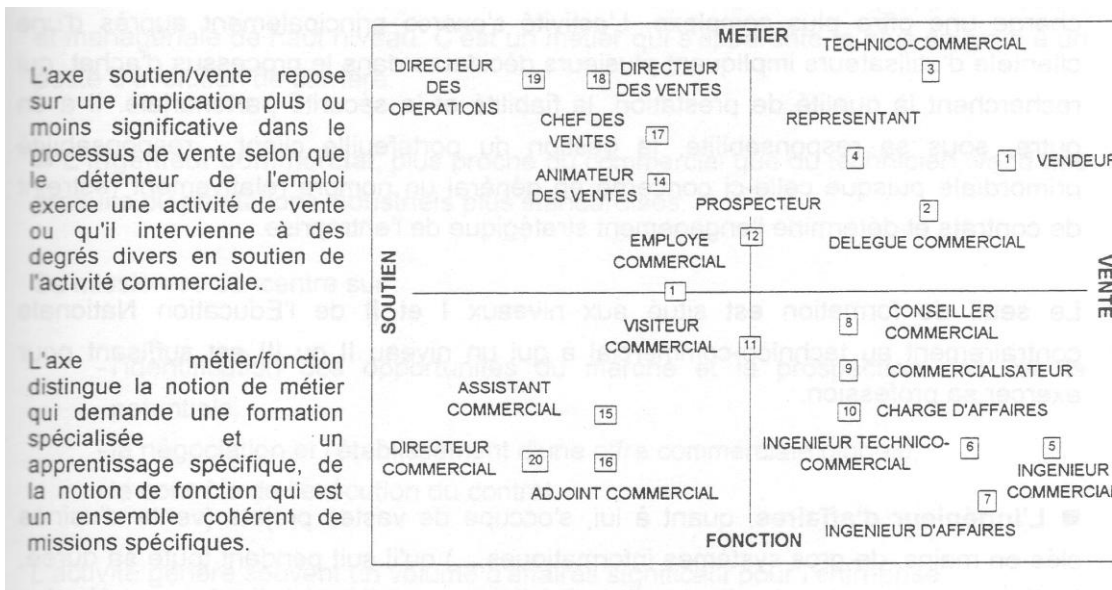 L'axe soutien/vente repose
sur une implication plus ou
moins significative dans le
processus de vente selon que
le détenteur de l'emploi
exerce une activité de vente
ou qu'il intervienne à des
degrés divers en soutien de
l'activité commerciale.
L'axe métier/fonction
distingue la notion de métier
qui demande une formation
spécialisée et un
apprentissage spécifique, de
la notion de fonction qui est
un ensemble cohérent de
missions spécifiques.
METIER
TECHNICO-COMMERCIAL
3
DIRECTEUR
DES
OPERATIONS
19
18
DIRECTEUR
DES VENTES
CHEF DES
VENTES
17
REPRESENTANT
4
1
VENDEUR
ANIMATEUR
DES VENTES
14
PROSPECTEUR
12
2
DELEGUE COMMERCIAL
EMPLOYE
COMMERCIAL
1
SOUTIEN
VENTE
VISITEUR
COMMERCIAL
11
8
CONSEILLER
COMMERCIAL
9
COMMERCIALISATEUR
10
CHARGE D'AFFAIRES
ASSISTANT
COMMERCIAL
15
DIRECTEUR
COMMERCIAL
20
16
ADJOINT COMMERCIAL
INGENIEUR TECHNICO-
COMMERCIAL
6
5
INGENIEUR
COMMERCIAL
7
INGENIEUR D'AFFAIRES
FONCTION